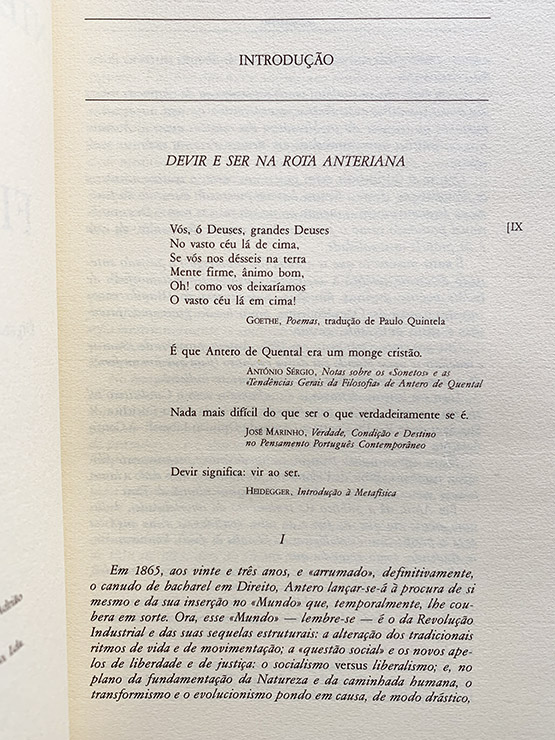 INTRODUÇÃO
DEVIR E SER NA ROTA ANTERIANA
[IX
Vós, ó Deuses, grandes Deuses
No vasto céu lá de cima,
Se vós nos désseis na terra
Mente firme, ânimo bom,
Oh! como vos deixaríamos
O vasto céu lá em cima!
GOETHE, Poemas, tradução de Paulo Quintela
É que Antero de Quental era um monge cristão.
ANTÓNIO SÉRGIO, Notas sobre os «Sonetos» e as
«Tendências Gerais da Filosofia» de Antero de Quental
Nada mais difícil do que ser o que verdadeiramente se é.
JOSÉ MARINHO, Verdade, Condição e Destino
no Pensamento Português Contemporâneo
Devir significa: vir ao ser.
HEIDEGGER, Introdução à Metafísica
I
Em 1865, aos vinte e três anos, e «arrumado», definitivamente,
o canudo de bacharel em Direito, Antero lançar-se-á à procura de si
mesmo e da sua inserção no «Mundo» que, temporalmente, lhe cou-
bera em sorte. Ora, esse «Mundo» — lembre-se — é o da Revolução
Industrial e das suas sequelas estruturais: a alteração dos tradicionais
ritmos de vida e de movimentação; a «questão social» e os novos ape-
los de liberdade e de justiça: o socialismo versus liberalismo; e, no
plano da fundamentação da Natureza e da caminhada humana, o
transformismo e o evolucionismo pondo em causa, de modo drástico,